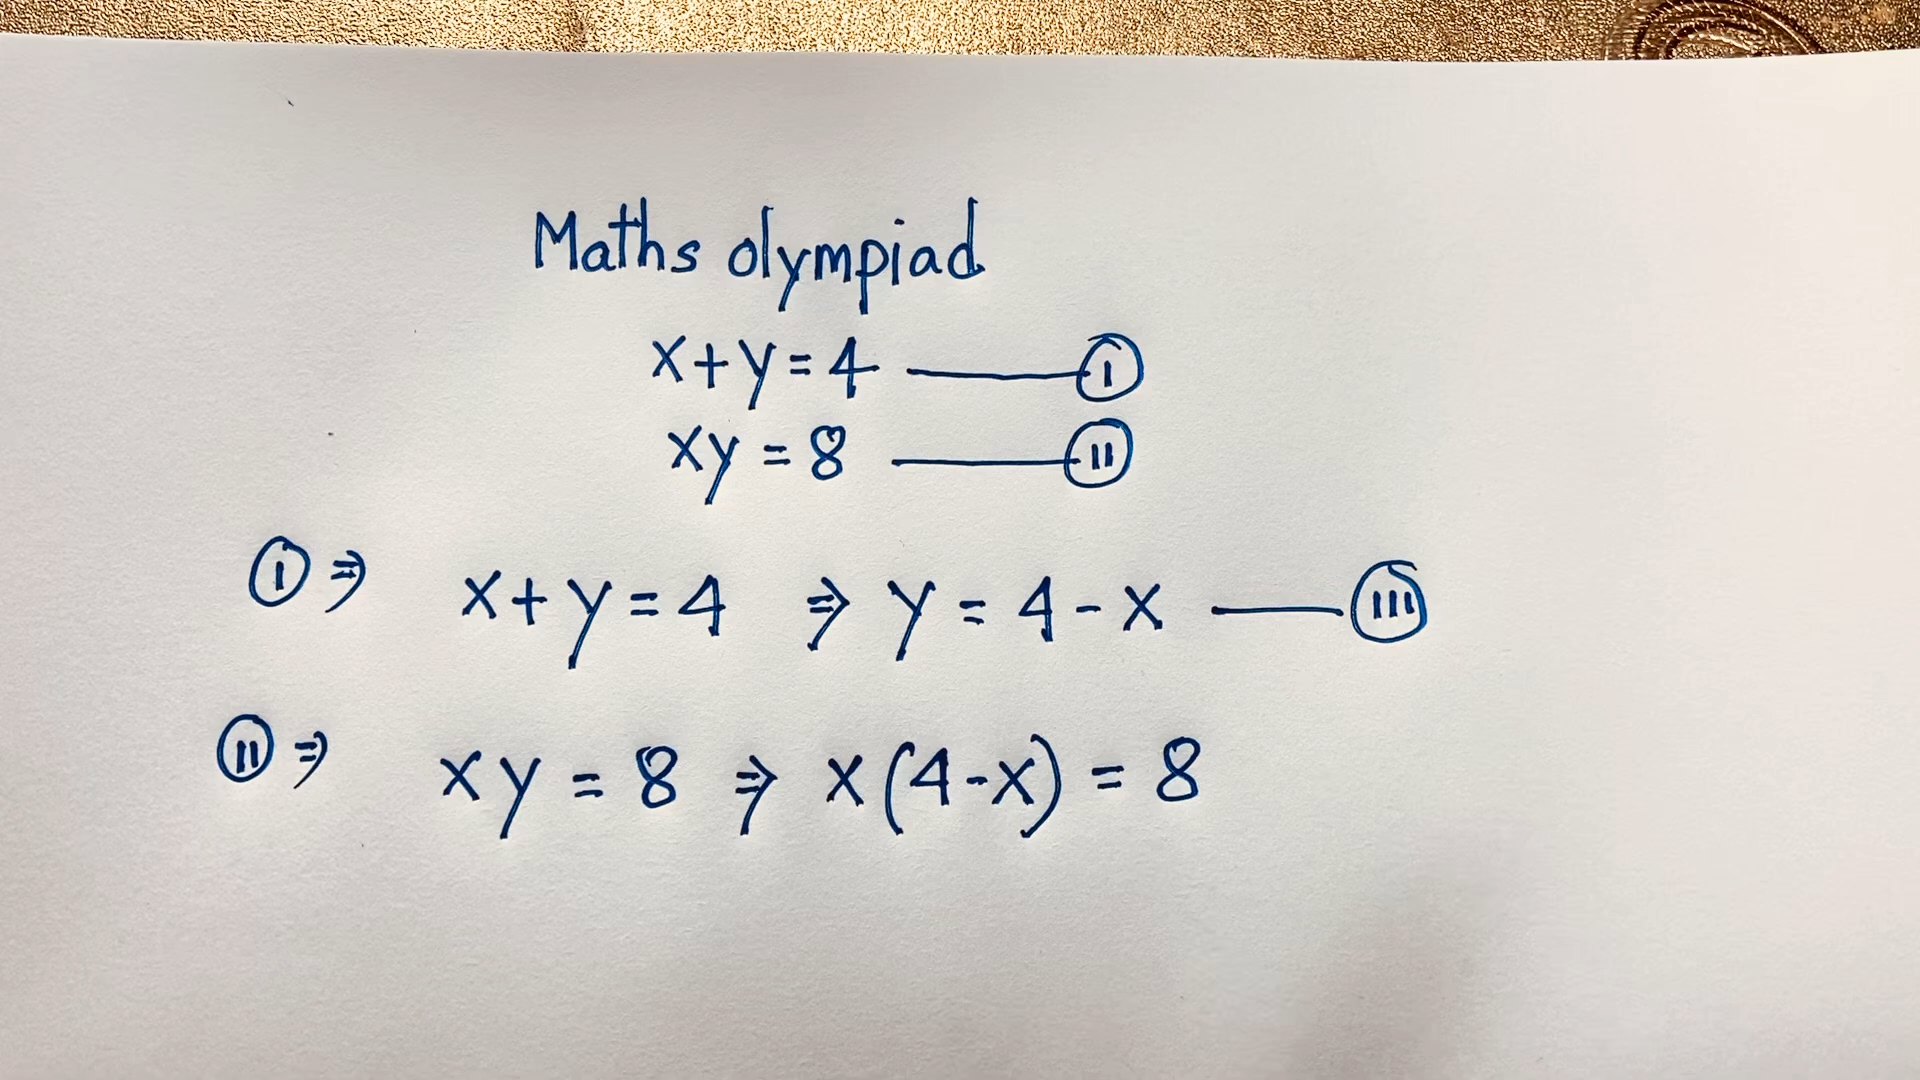 Maths olympiad
x+y=4 —— (I)
xy=8 —— (II)
(I) ⇒ x+y=4 ⇒ y=4-x —— (III)
(II) ⇒ xy=8 ⇒ x(4-x)=8